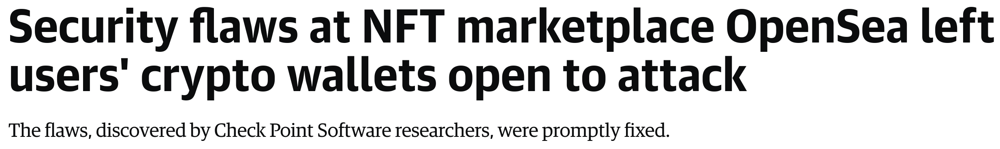 Security flaws at NFT marketplace OpenSea left
users' crypto wallets open to attack
The flaws, discovered by Check Point Software researchers, were promptly fixed.